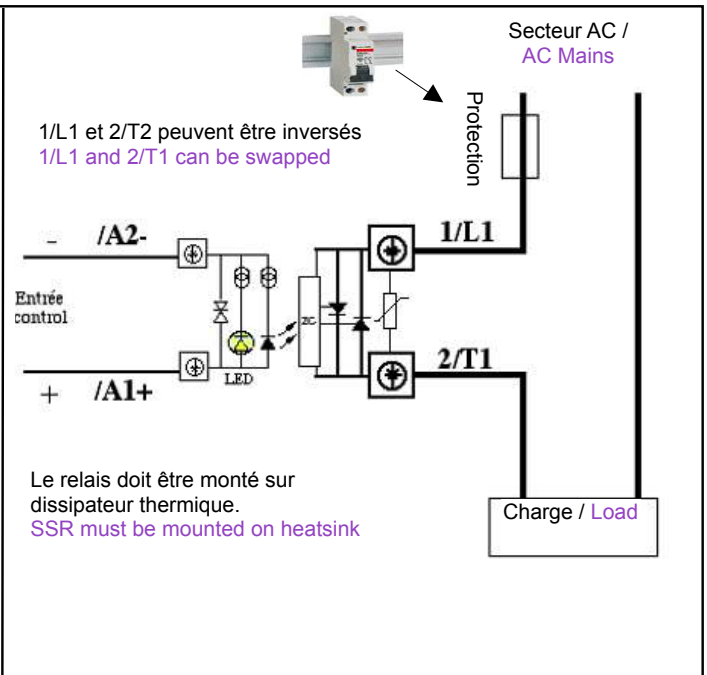 Secteur AC /
AC Mains
Protection
1/L1 et 2/T2 peuvent être inversés
1/L1 and 2/T1 can be swapped
- /A2-
1/L1
Entrée
control
ZC
LED
+ /A1+
2/T1
Le relais doit être monté sur
dissipateur thermique.
SSR must be mounted on heatsink
Charge / Load